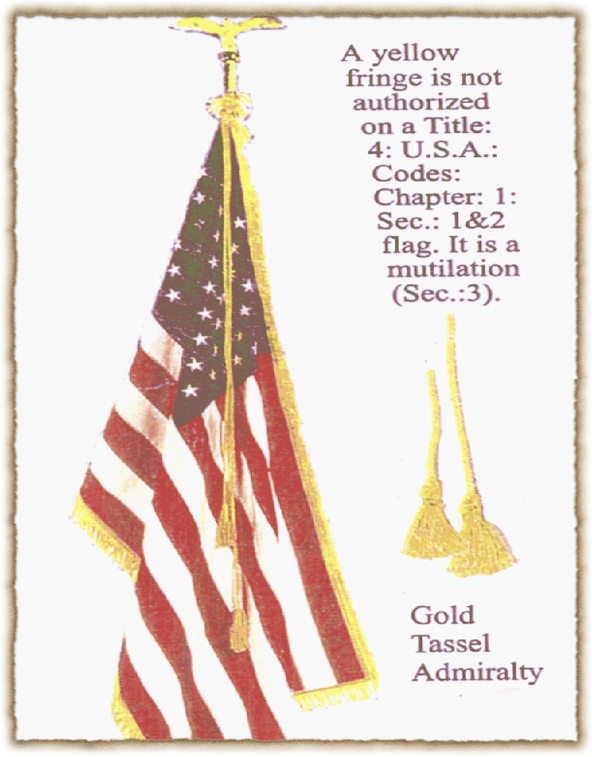 A yellow
fringe is not
authorized
on a Title:
4: U.S.A.:
Codes:
Chapter: 1:
Sec.: 1&2
flag. It is a
mutilation
(Sec.:3).
Gold
Tassel
Admiralty